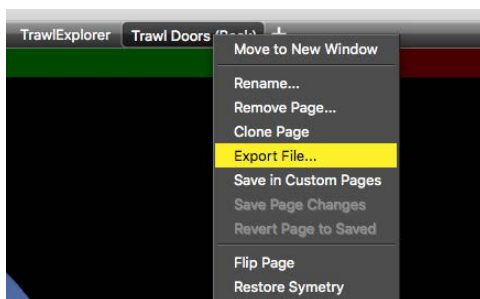 TrawlExplorer Trawl Doors +
Move to New Window
Rename...
Remove Page...
Clone Page
Export File...
Save in Custom Pages
Save Page Changes
Revert Page to Saved
Flip Page
Restore Symetry